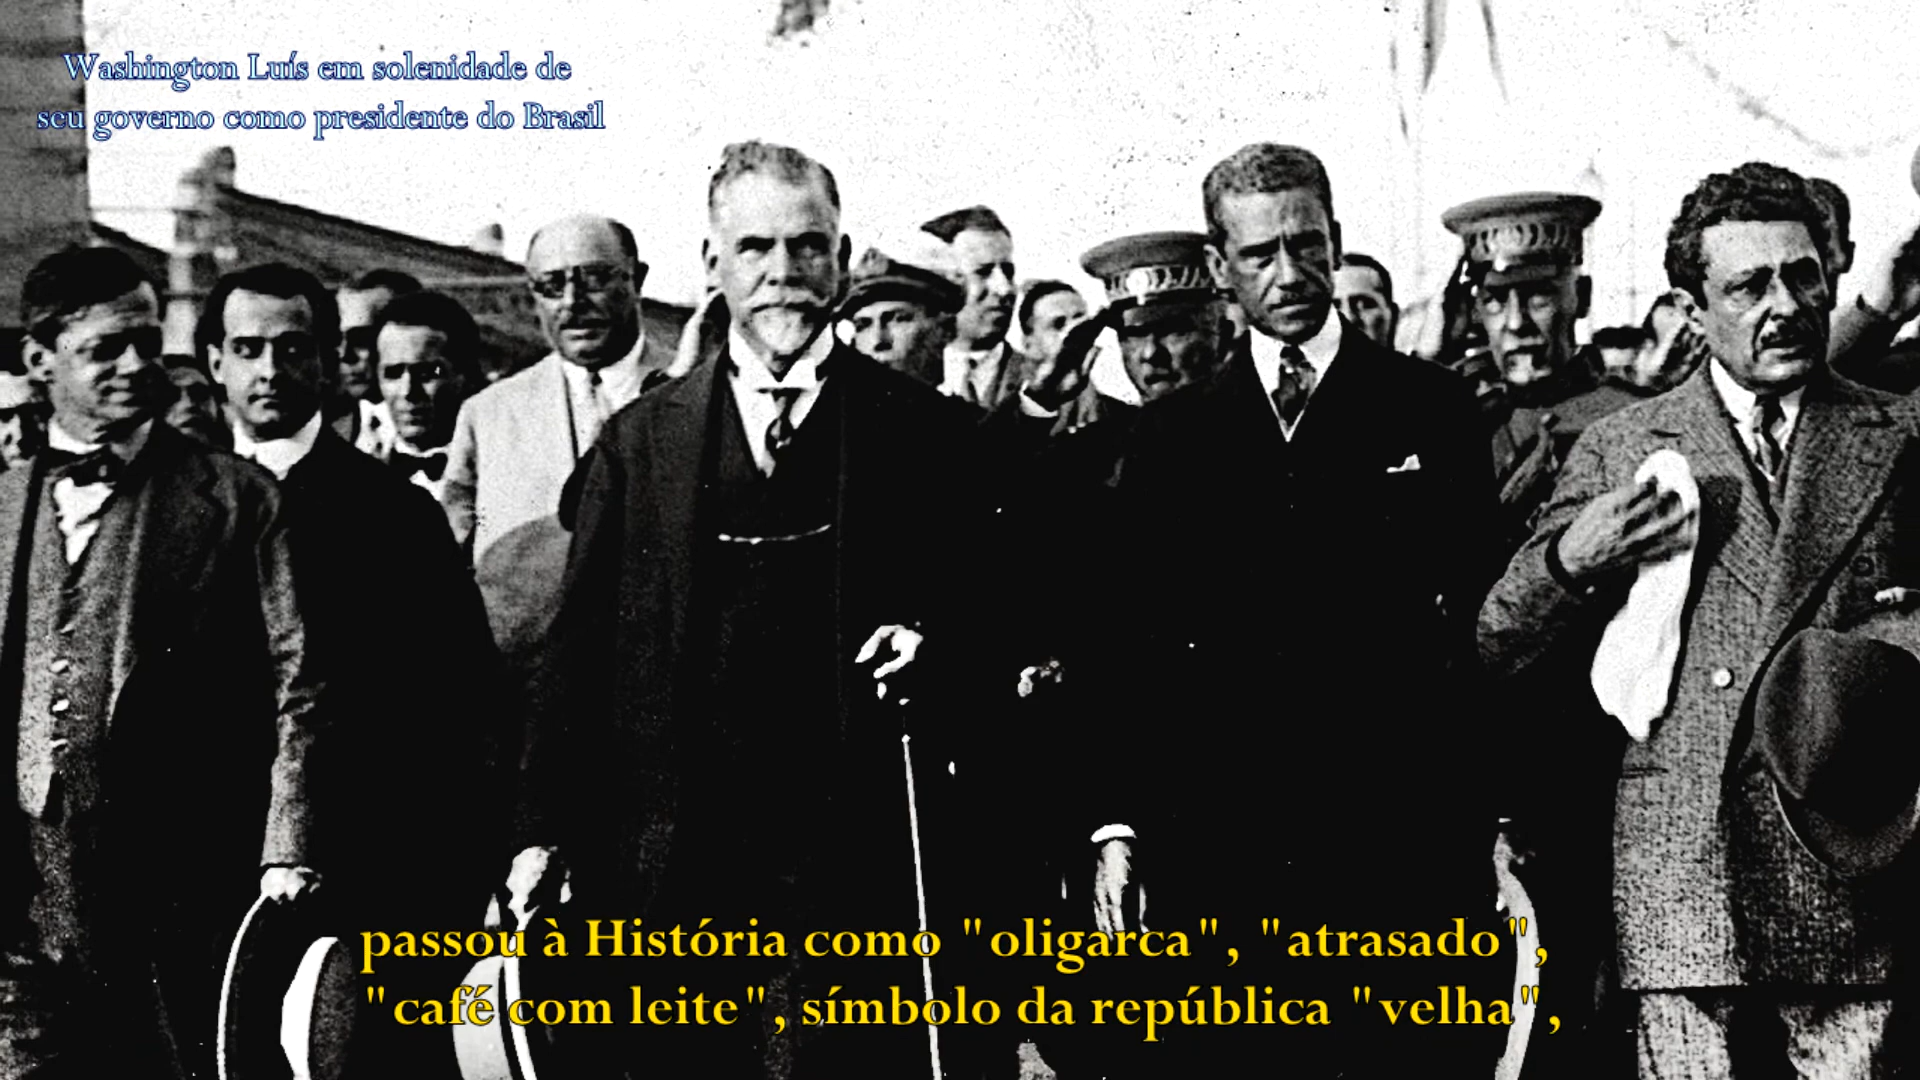 Washington Luís em solenidade de
seu governo como presidente do Brasil
passou à História como "oligarca", "atrasado",
"café com leite", símbolo da república "velha",